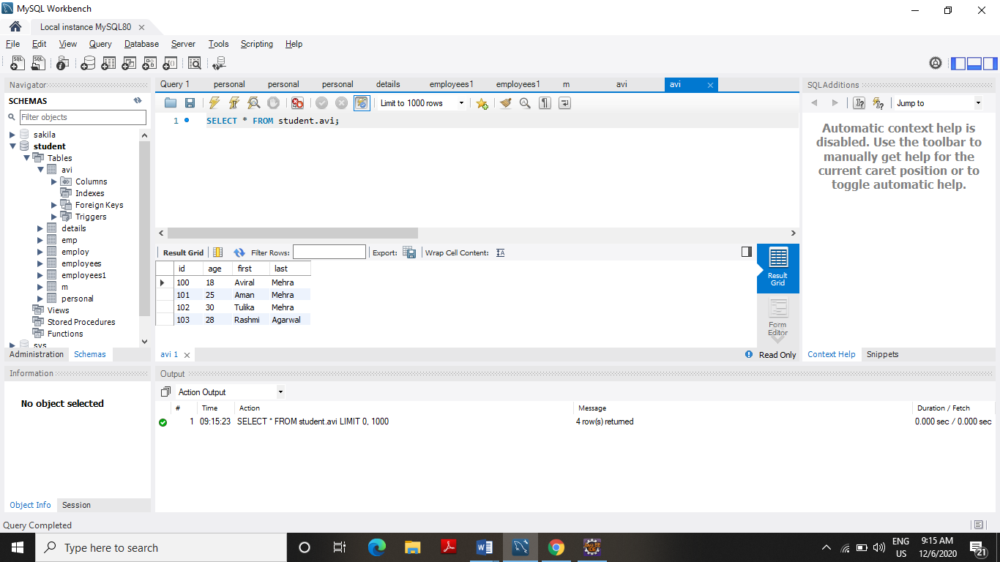 MySQL Workbench
Local instance MySQL80
File Edit View Query Database Server Tools Scripting Help
Navigator
SCHEMAS
Filter objects
sakila
student
Tables
avi
Columns
Indexes
Foreign Keys
Triggers
details
emp
employ
employees
employees1
m
personal
Views
Stored Procedures
Functions
sys
Administration Schemas
Information
No object selected
Object Info Session
Query 1 personal personal personal details employees1 employees1 m avi avi
Limit to 1000 rows
1 SELECT * FROM student.avi;
Result Grid Filter Rows: Export: Wrap Cell Content:
id age first last
100 18 Aviral Mehra
101 25 Aman Mehra
102 30 Tulika Mehra
103 28 Rashmi Agarwal
Result Grid
Form Editor
avi 1 Read Only
SQLAdditions
Jump to
Automatic context help is
disabled. Use the toolbar to
manually get help for the
current caret position or to
toggle automatic help.
Context Help Snippets
Output
Action Output
# Time Action Message Duration / Fetch
1 09:15:23 SELECT * FROM student.avi LIMIT 0, 1000 4 row(s) returned 0.000 sec / 0.000 sec
Query Completed
Type here to search
ENG
US
9:15 AM
12/6/2020
21